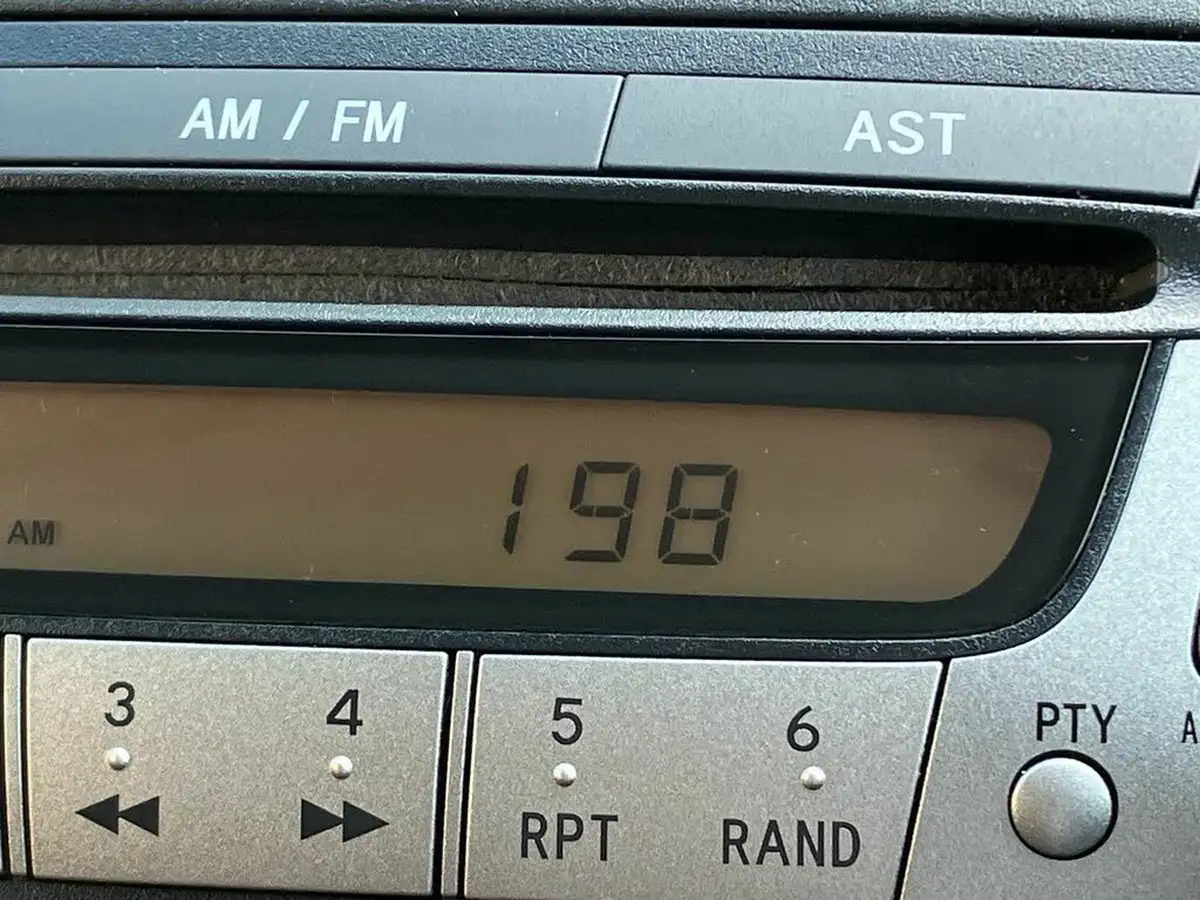 AM / FM AST
AM 198
3 4 5 6 PTY
RPT RAND